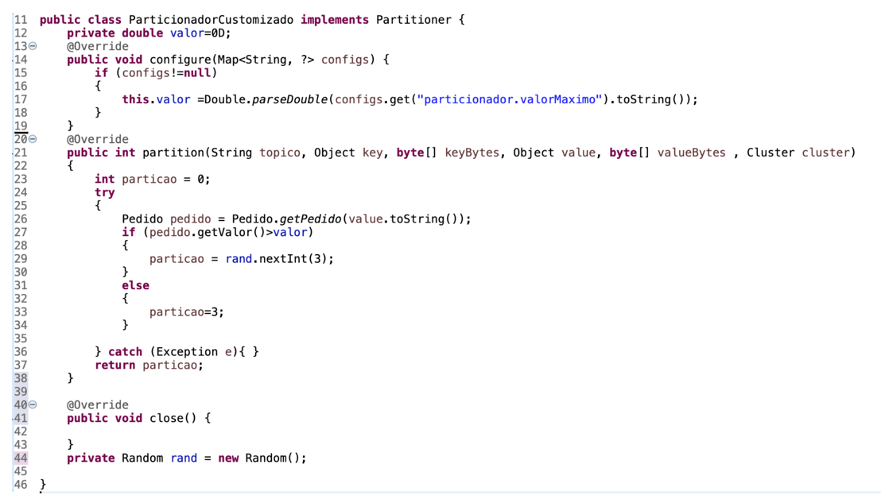 11 public class ParticionadorCustomizado implements Partitioner {
12     private double valor=0D;
13     @Override
14     public void configure(Map<String, ?> configs) {
15         if (configs!=null)
16         {
17             this.valor =Double.parseDouble(configs.get("particionador.valorMaximo").toString());
18         }
19     }
20     @Override
21     public int partition(String topico, Object key, byte[] keyBytes, Object value, byte[] valueBytes , Cluster cluster)
22     {
23         int particao = 0;
24         try
25         {
26             Pedido pedido = Pedido.getPedido(value.toString());
27             if (pedido.getValor()>valor)
28             {
29                 particao = rand.nextInt(3);
30             }
31             else
32             {
33                 particao=3;
34             }
35
36         } catch (Exception e){ }
37         return particao;
38     }
39
40     @Override
41     public void close() {
42
43     }
44     private Random rand = new Random();
45
46 }